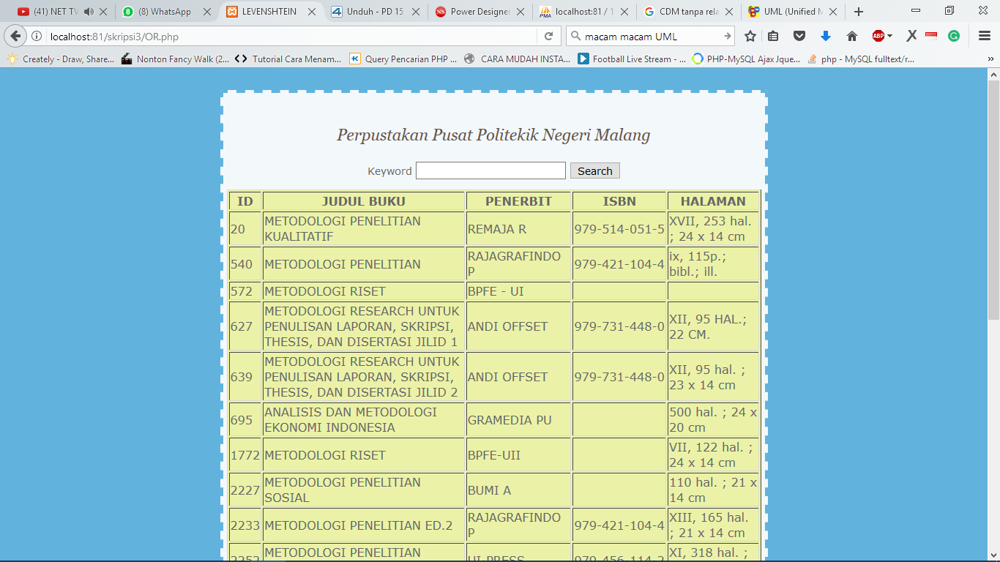 (41) NET TV
(8) WhatsApp
LEVENSHTEIN
Unduh - PD 15
Power Designer
localhost:81 / 1
CDM tanpa rela
UML (Unified M
localhost:81/skripsi3/OR.php
macam macam UML
Creately - Draw, Share...
Nonton Fancy Walk (2...
Tutorial Cara Menam...
Query Pencarian PHP ...
CARA MUDAH INSTA...
Football Live Stream - ...
PHP-MySQL Ajax Jque...
php - MySQL fulltext/r...
Perpustakan Pusat Politekik Negeri Malang
Keyword Search
ID JUDUL BUKU PENERBIT ISBN HALAMAN
20 METODOLOGI PENELITIAN KUALITATIF REMAJA R 979-514-051-5 XVII, 253 hal. ; 24 x 14 cm
540 METODOLOGI PENELITIAN RAJAGRAFINDO P 979-421-104-4 ix, 115p.; bibl.; ill.
572 METODOLOGI RISET BPFE - UI
627 METODOLOGI RESEARCH UNTUK PENULISAN LAPORAN, SKRIPSI, THESIS, DAN DISERTASI JILID 1 ANDI OFFSET 979-731-448-0 XII, 95 HAL.; 22 CM.
639 METODOLOGI RESEARCH UNTUK PENULISAN LAPORAN, SKRIPSI, THESIS, DAN DISERTASI JILID 2 ANDI OFFSET 979-731-448-0 XII, 95 hal. ; 23 x 14 cm
695 ANALISIS DAN METODOLOGI EKONOMI INDONESIA GRAMEDIA PU 500 hal. ; 24 x 20 cm
1772 METODOLOGI RISET BPFE-UII VII, 122 hal. ; 24 x 14 cm
2227 METODOLOGI PENELITIAN SOSIAL BUMI A 110 hal. ; 21 x 14 cm
2233 METODOLOGI PENELITIAN ED.2 RAJAGRAFINDO P 979-421-104-4 XIII, 165 hal. ; 21 x 14 cm
2252 METODOLOGI PENELITIAN UI PRESS 979-456-114-2 XI, 318 hal. ;